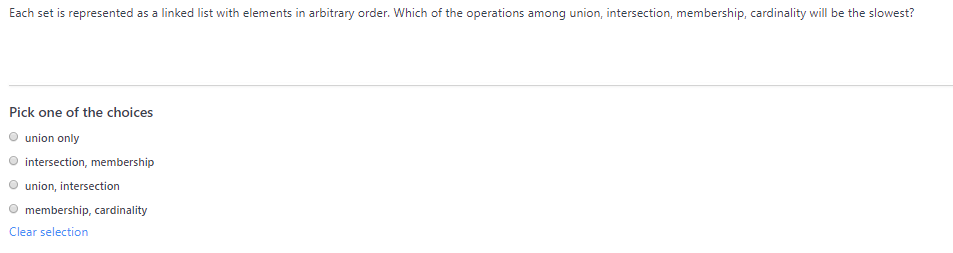 Each set is represented as a linked list with elements in arbitrary order. Which of the operations among union, intersection, membership, cardinality will be the slowest?
Pick one of the choices
union only
intersection, membership
union, intersection
membership, cardinality
Clear selection